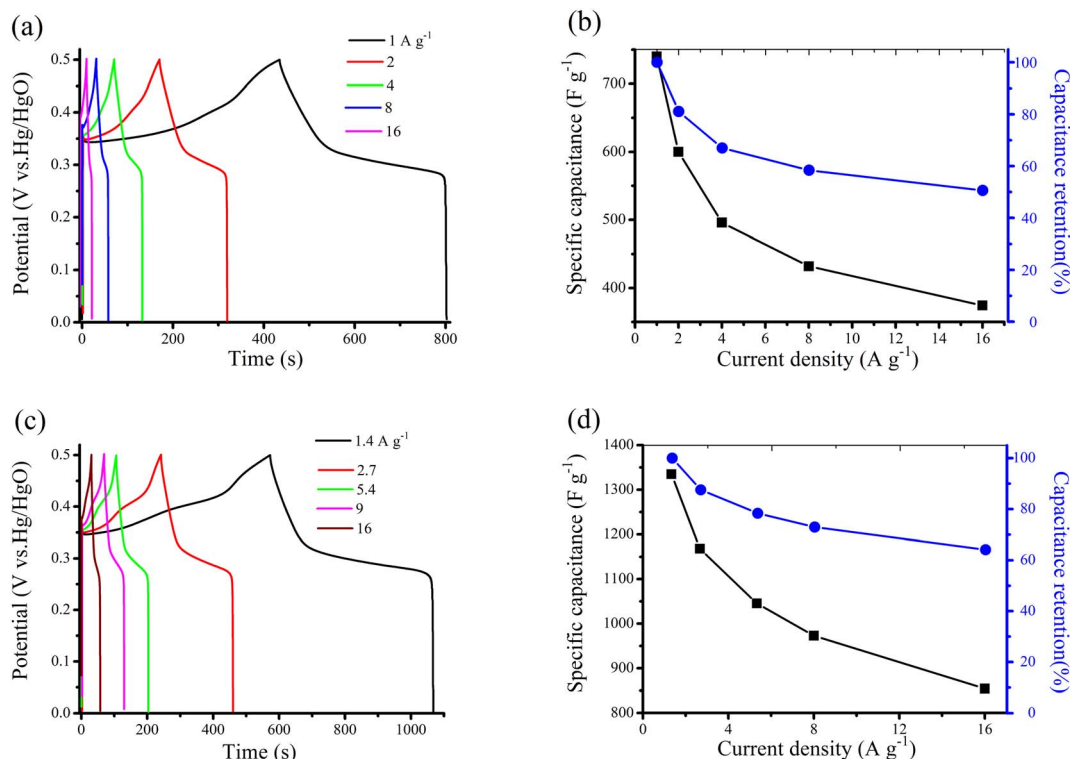 (a)
1 A g⁻¹
2
4
8
16
0.5
0.4
0.3
0.2
0.1
0.0
Potential (V vs.Hg/HgO)
0 200 400 600 800
Time (s)
(b)
700
600
500
400
0
Specific capacitance (F g⁻¹)
100
80
60
40
20
0
Capacitance retention(%)
2 4 6 8 10 12 14 16
Current density (A g⁻¹)
(c)
1.4 A g⁻¹
2.7
5.4
9
16
0.5
0.4
0.3
0.2
0.1
0.0
Potential (V vs.Hg/HgO)
0 200 400 600 800 1000
Time (s)
(d)
1400
1300
1200
1100
1000
900
800
Specific capacitance (F g⁻¹)
100
80
60
40
20
0
Capacitance retention(%)
0 4 8 12 16
Current density (A g⁻¹)